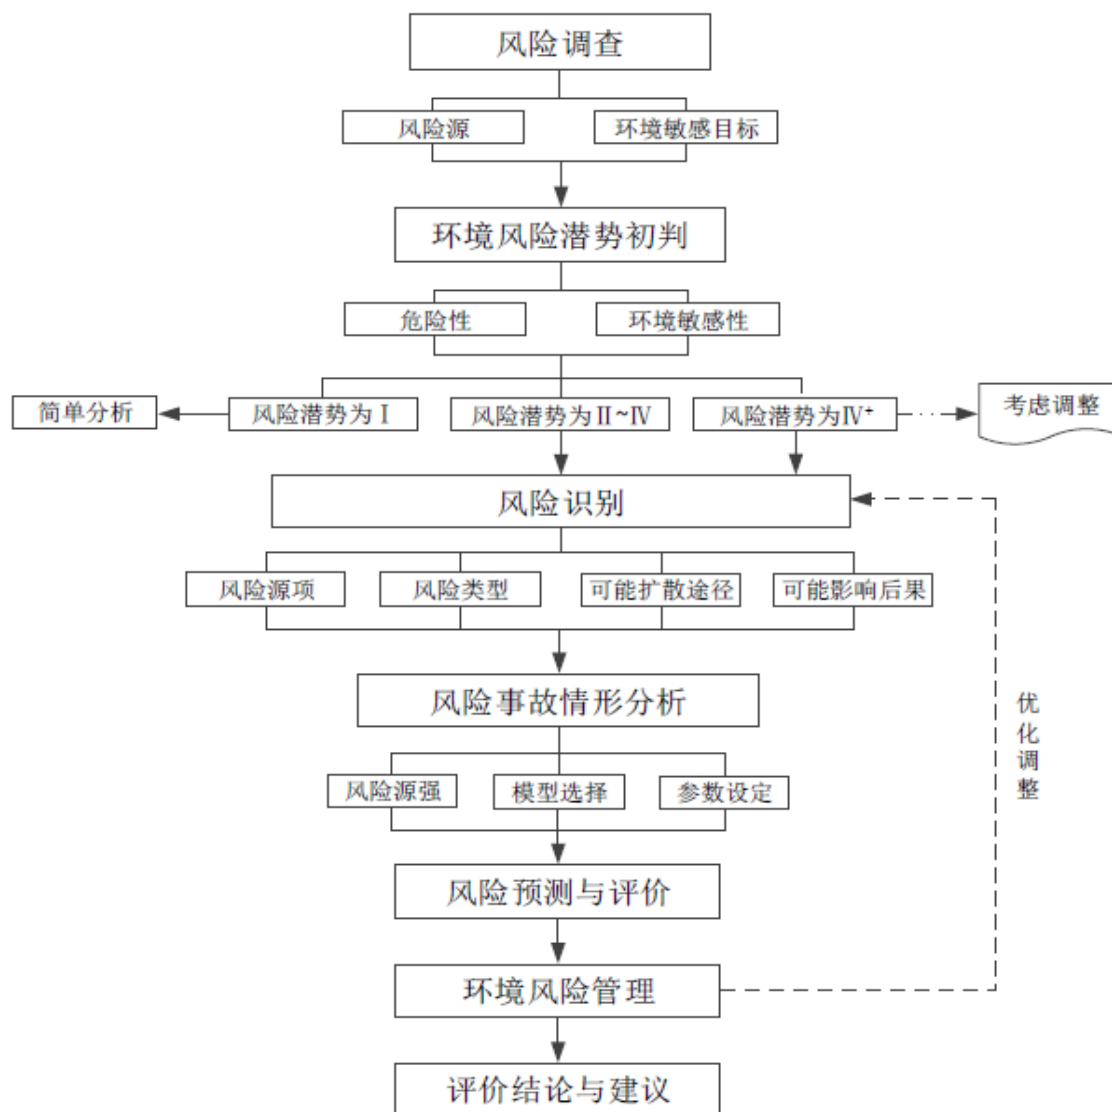 风险调查
风险源
环境敏感目标
环境风险潜势初判
危险性
环境敏感性
简单分析
风险潜势为Ⅰ
风险潜势为Ⅱ~Ⅳ
风险潜势为Ⅳ⁺
考虑调整
风险识别
风险源项
风险类型
可能扩散途径
可能影响后果
风险事故情形分析
优化调整
风险源强
模型选择
参数设定
风险预测与评价
环境风险管理
评价结论与建议